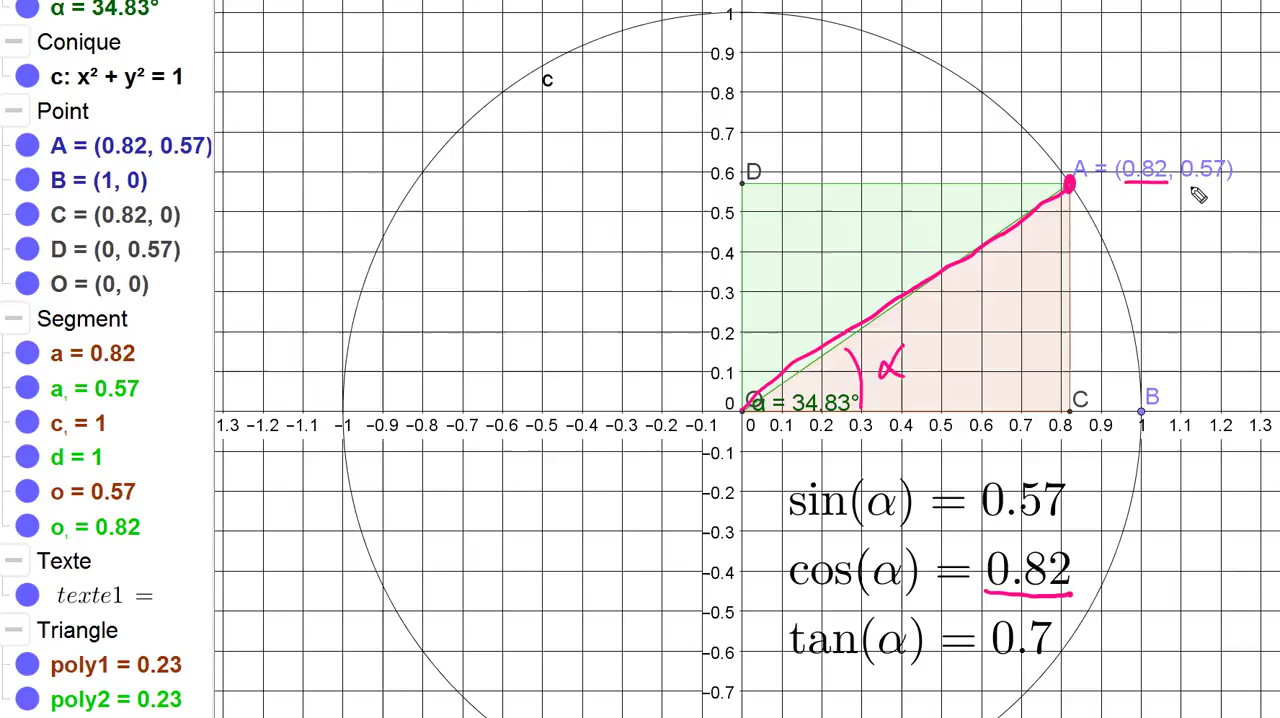 α = 34.83°
Conique
c: x² + y² = 1
Point
A = (0.82, 0.57)
B = (1, 0)
C = (0.82, 0)
D = (0, 0.57)
O = (0, 0)
Segment
a = 0.82
a₁ = 0.57
c₁ = 1
d = 1
o = 0.57
o₁ = 0.82
Texte
texte1 =
Triangle
poly1 = 0.23
poly2 = 0.23
1
0.9
c
0.8
0.7
D
A = (0.82, 0.57)
0.6
0.5
0.4
0.3
0.2
α
0.1
O
α = 34.83°
C
B
0
1.3 -1.2 -1.1 -1 -0.9 -0.8 -0.7 -0.6 -0.5 -0.4 -0.3 -0.2 -0.1 0 0.1 0.2 0.3 0.4 0.5 0.6 0.7 0.8 0.9 1 1.1 1.2 1.3
-0.1
-0.2
sin(α) = 0.57
-0.3
-0.4
cos(α) = 0.82
-0.5
-0.6
tan(α) = 0.7
-0.7